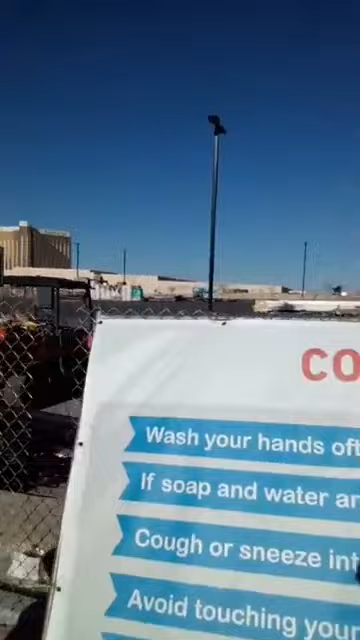 CO
Wash your hands oft
If soap and water ar
Cough or sneeze int
Avoid touching your